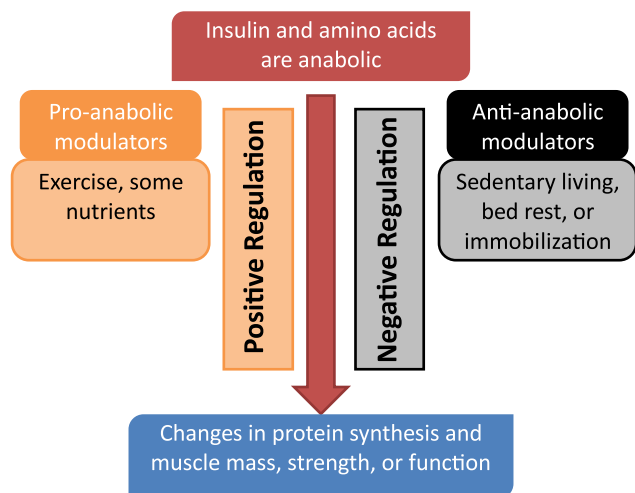 Insulin and amino acids
are anabolic
Pro-anabolic
modulators
Exercise, some
nutrients
Positive Regulation
Negative Regulation
Anti-anabolic
modulators
Sedentary living,
bed rest, or
immobilization
Changes in protein synthesis and
muscle mass, strength, or function